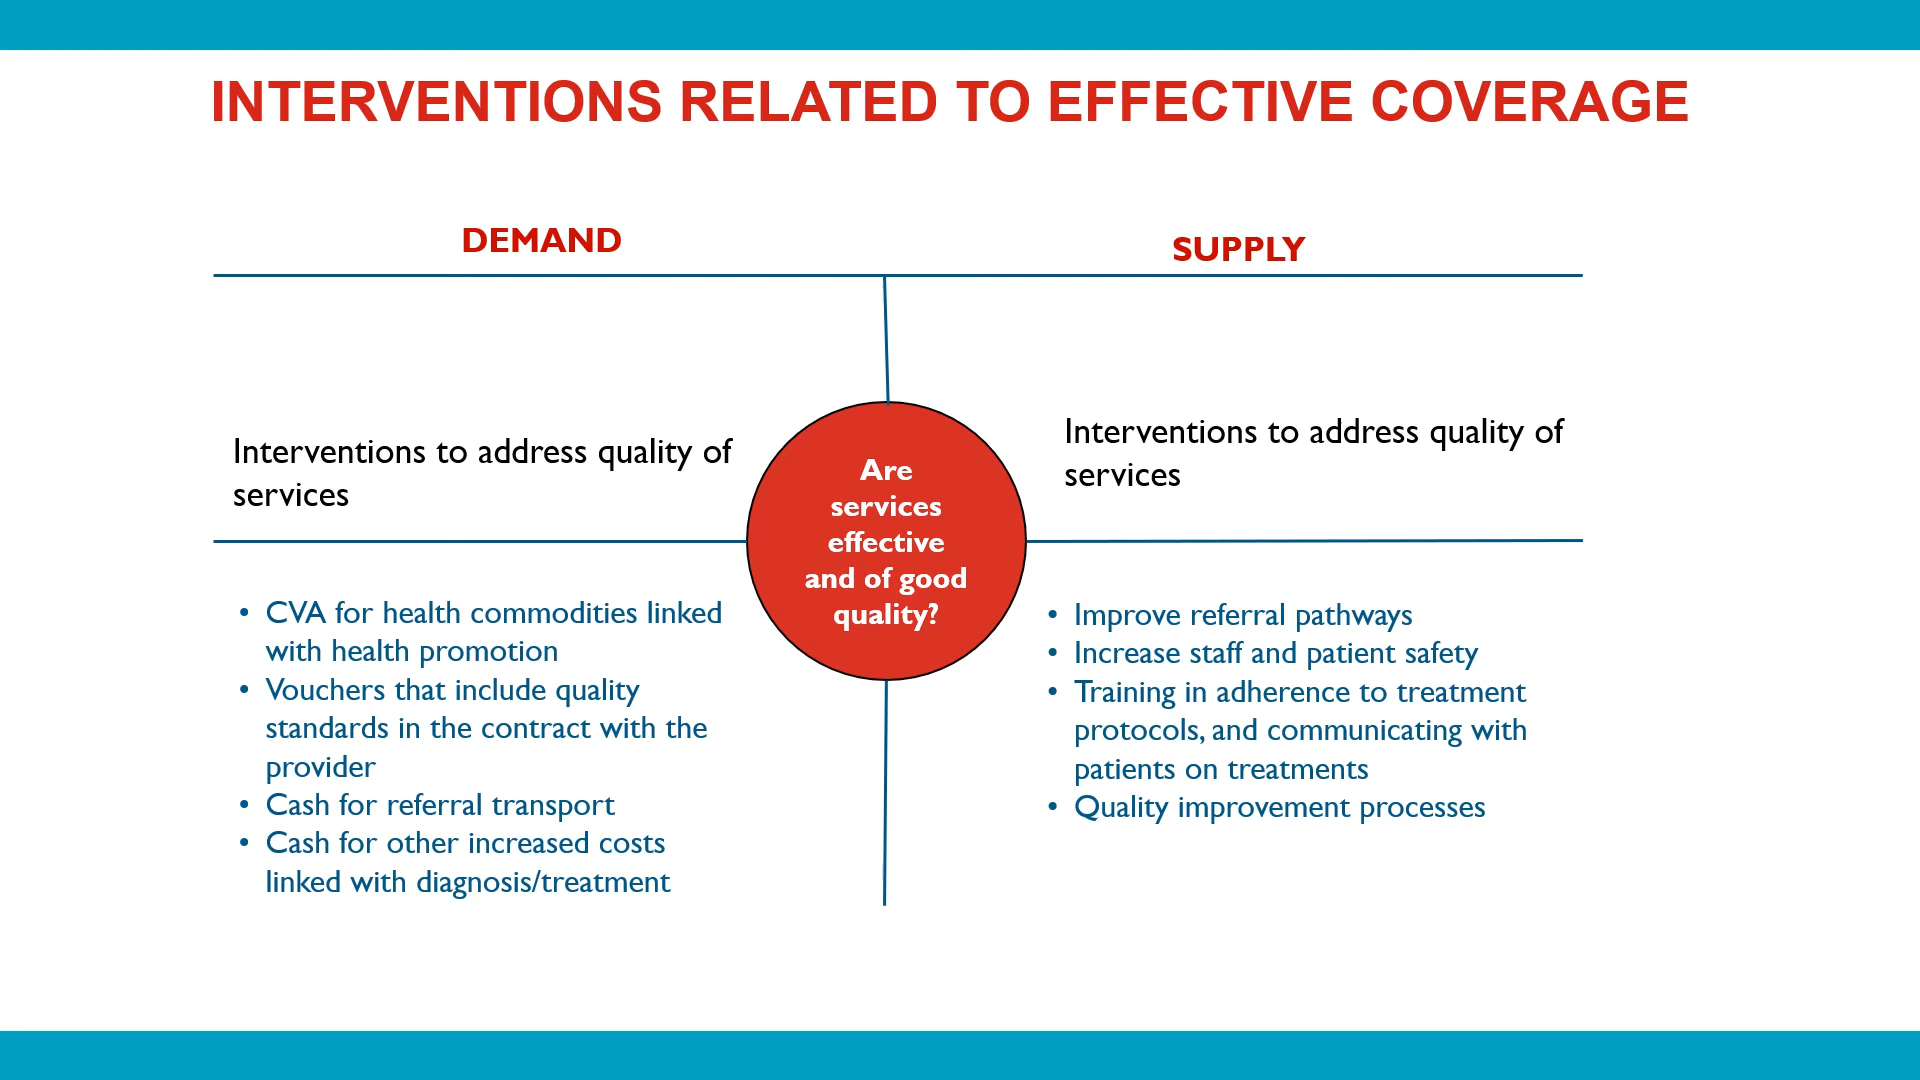 INTERVENTIONS RELATED TO EFFECTIVE COVERAGE
DEMAND
SUPPLY
Interventions to address quality of
services
Are
services
effective
and of good
quality?
Interventions to address quality of
services
• CVA for health commodities linked
with health promotion
• Vouchers that include quality
standards in the contract with the
provider
• Cash for referral transport
• Cash for other increased costs
linked with diagnosis/treatment
• Improve referral pathways
• Increase staff and patient safety
• Training in adherence to treatment
protocols, and communicating with
patients on treatments
• Quality improvement processes